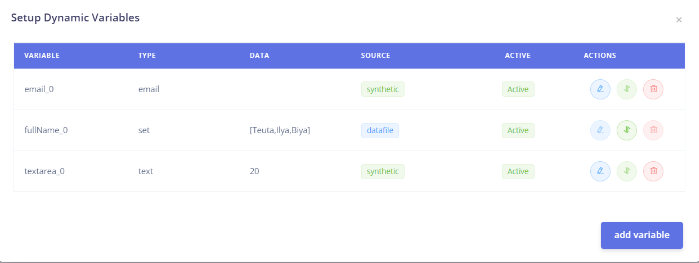 Setup Dynamic Variables
VARIABLE TYPE DATA SOURCE ACTIVE ACTIONS
email_0 email synthetic Active
fullName_0 set [Teuta,Ilya,Biya] datafile Active
textarea_0 text 20 synthetic Active
add variable